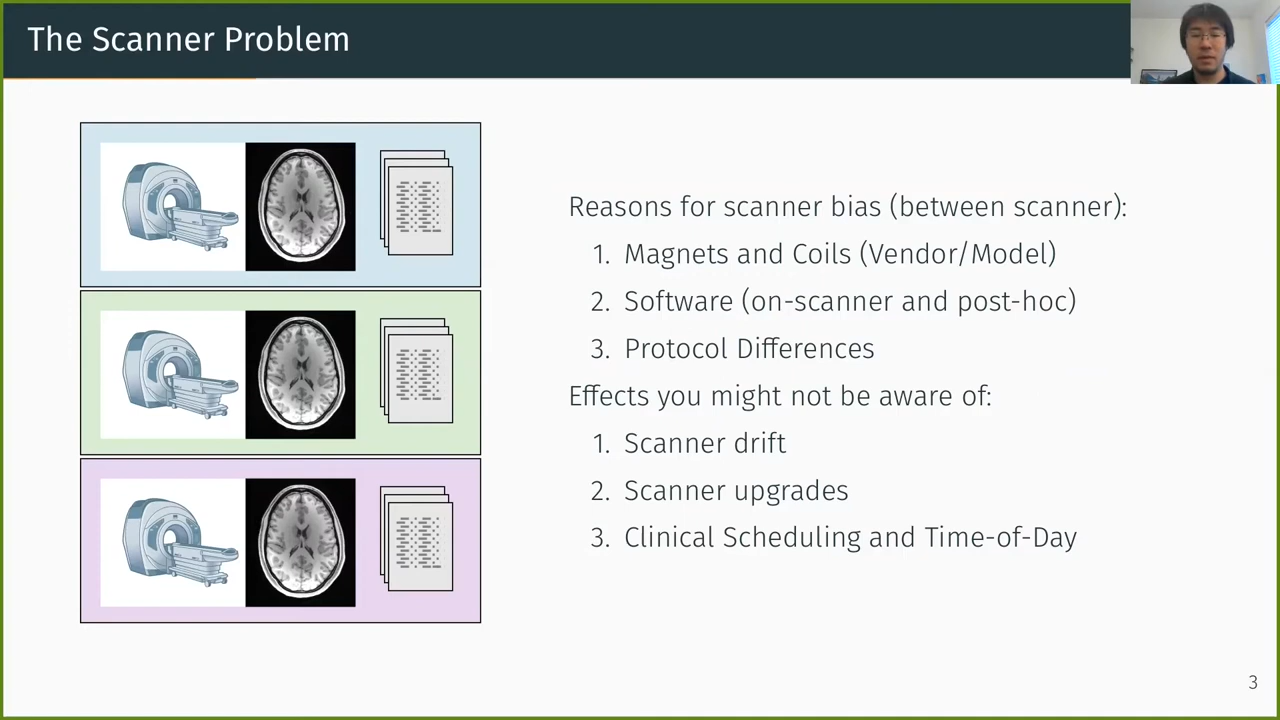 The Scanner Problem
Reasons for scanner bias (between scanner):
1. Magnets and Coils (Vendor/Model)
2. Software (on-scanner and post-hoc)
3. Protocol Differences
Effects you might not be aware of:
1. Scanner drift
2. Scanner upgrades
3. Clinical Scheduling and Time-of-Day
3